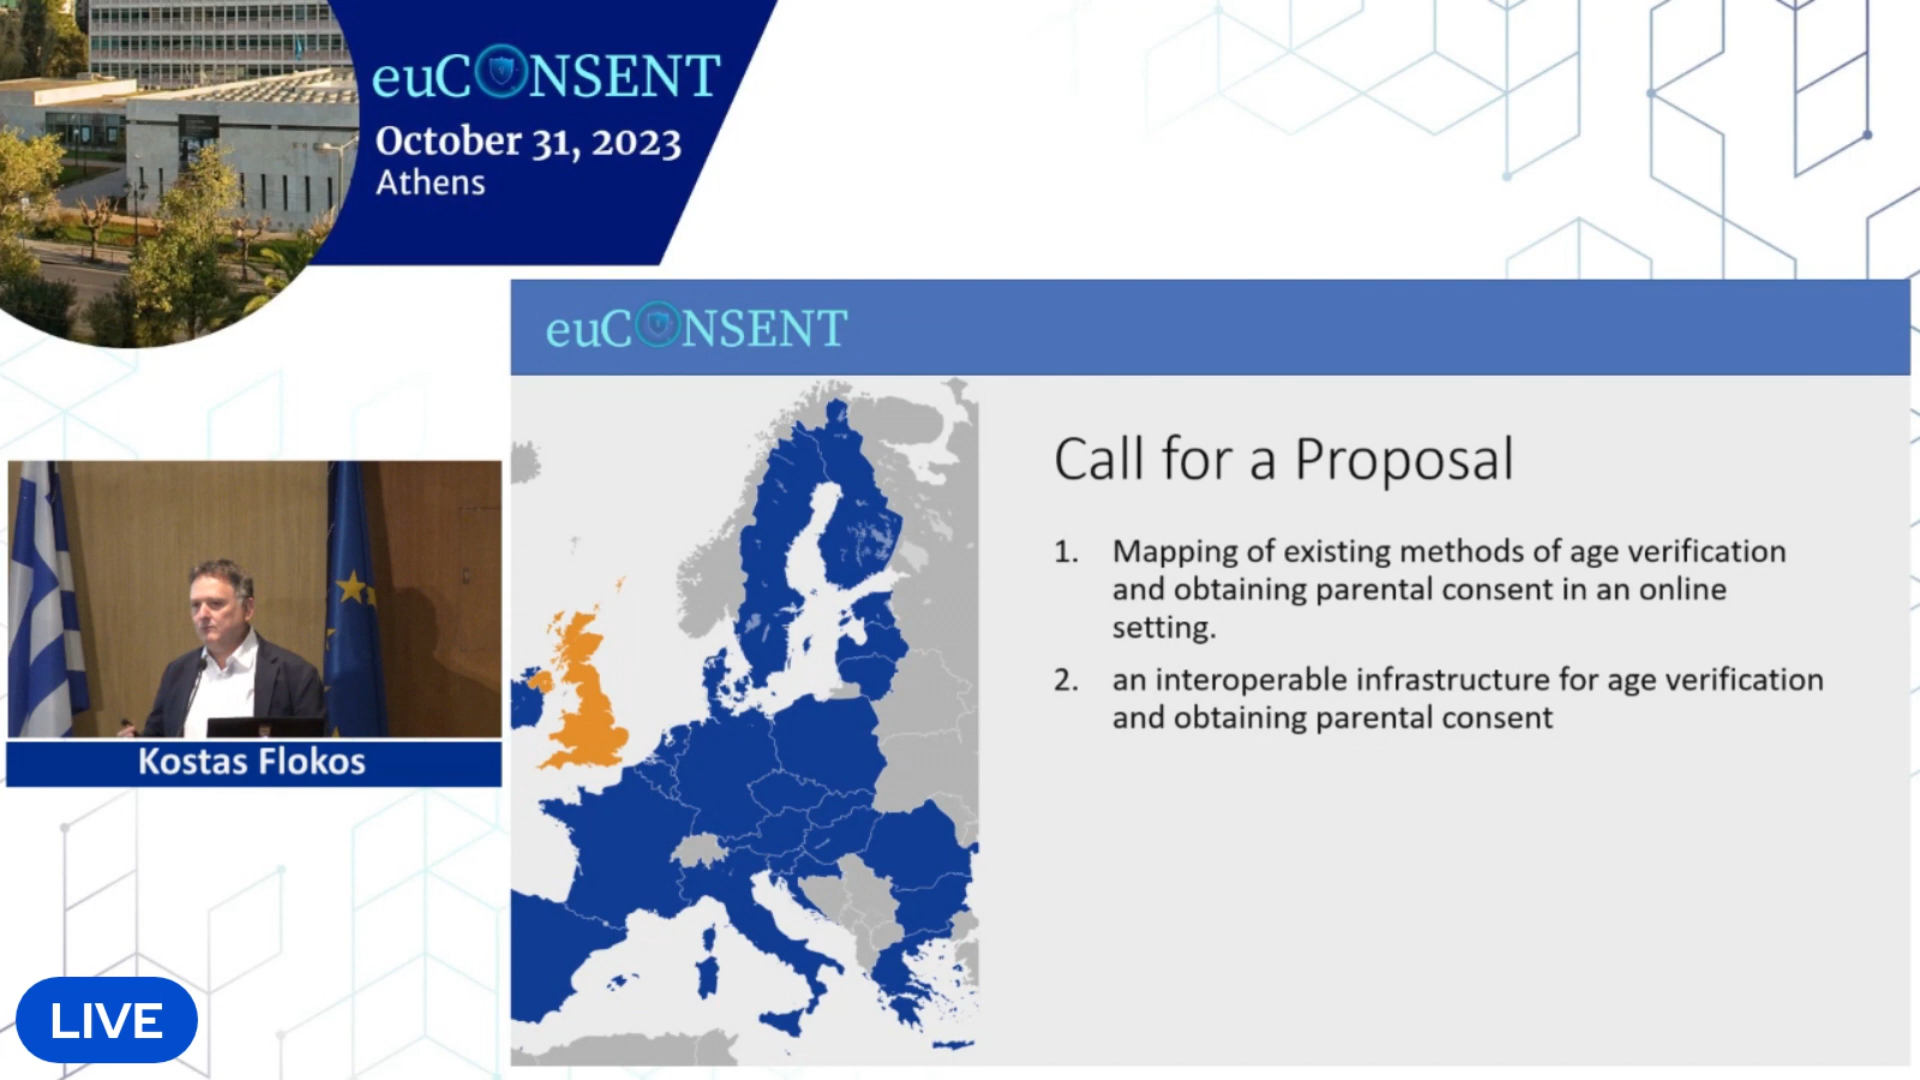 euCONSENT
October 31, 2023
Athens
euCONSENT
Call for a Proposal
1. Mapping of existing methods of age verification
and obtaining parental consent in an online
setting.
2. an interoperable infrastructure for age verification
and obtaining parental consent
Kostas Flokos
LIVE